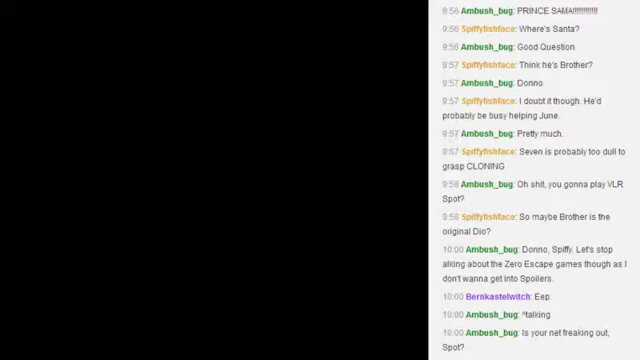 9:56 Ambush_bug: PRINCE SAMA!!!!!!!!!!!
9:56 Spiffyfishface: Where's Santa?
9:56 Ambush_bug: Good Question.
9:57 Spiffyfishface: Think he's Brother?
9:57 Ambush_bug: Donno.
9:57 Spiffyfishface: I doubt it though. He'd
probably be busy helping June.
9:57 Ambush_bug: Pretty much.
9:57 Spiffyfishface: Seven is probably too dull to
grasp CLONING
9:58 Ambush_bug: Oh shit, you gonna play VLR
Spot?
9:58 Spiffyfishface: So maybe Brother is the
original Dio?
10:00 Ambush_bug: Donno, Spiffy. Let's stop
alking about the Zero Escape games though as I
don't wanna get into Spoilers.
10:00 Bernkastelwitch: Eep.
10:00 Ambush_bug: ^talking
10:00 Ambush_bug: Is your net freaking out,
Spot?